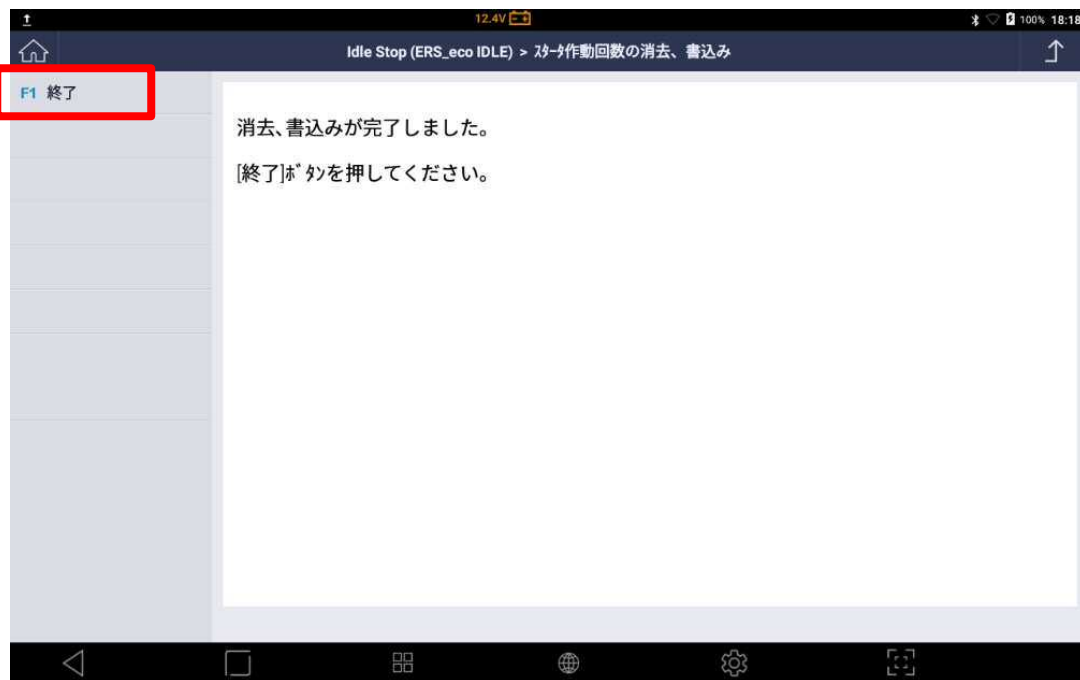 12.4V
100% 18:18
Idle Stop (ERS_eco IDLE) > ｽﾀｰﾀ作動回数の消去、書込み
F1 終了
消去、書込みが完了しました。
[終了]ﾎﾞﾀﾝを押してください。